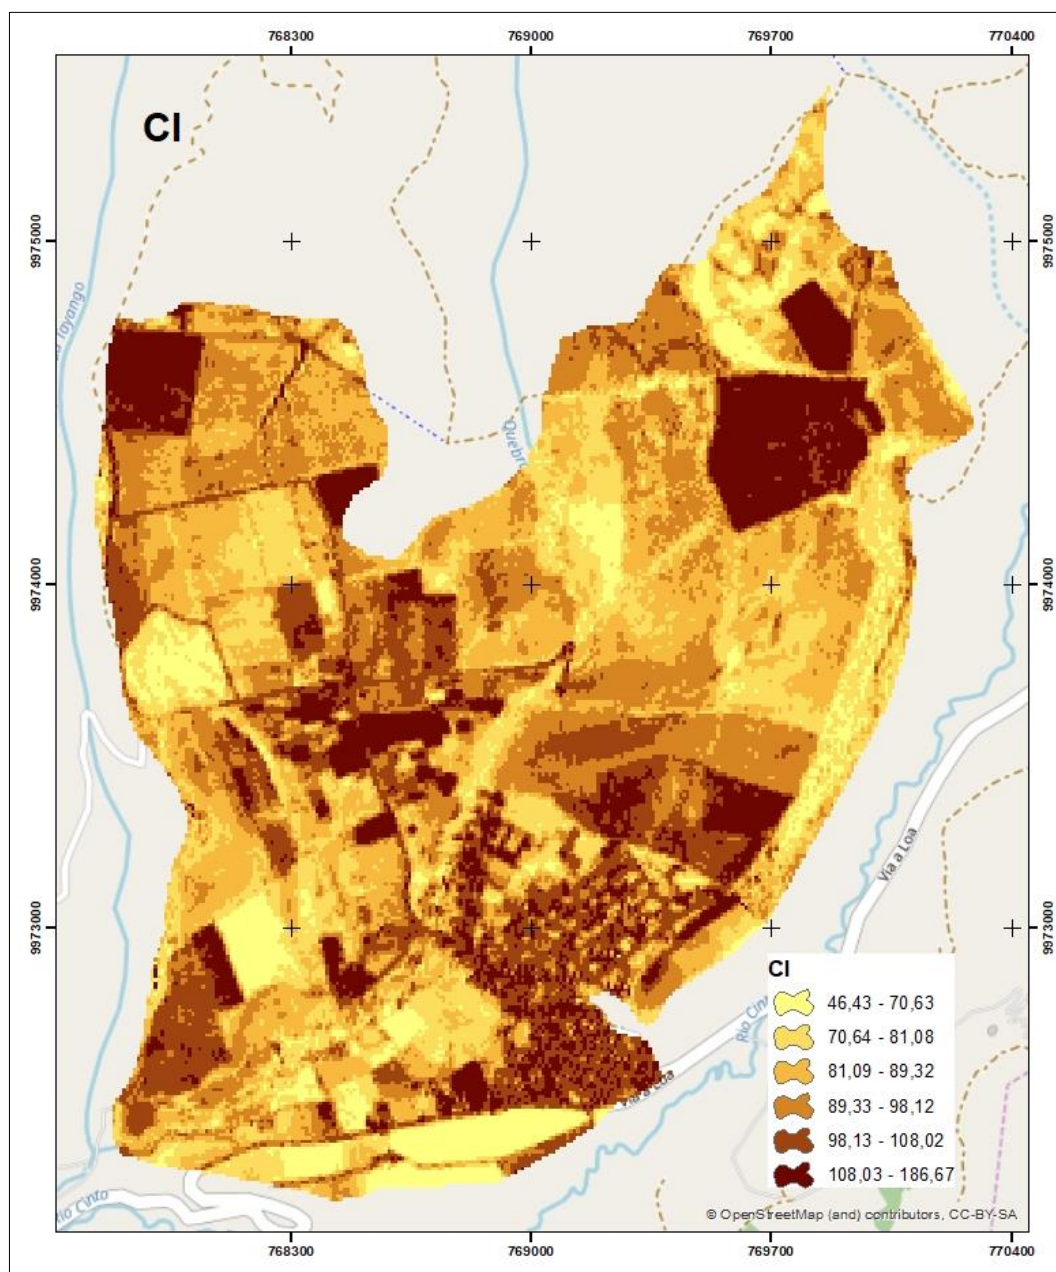 768300 769000 769700 770400
CI
9975000 9975000
Tayango
9974000 9974000
Via a Loa
9973000 9973000
CI
46,43 - 70,63
70,64 - 81,08
81,09 - 89,32
89,33 - 98,12
98,13 - 108,02
108,03 - 186,67
Via a Loa
Rio Cinto
© OpenStreetMap (and) contributors, CC-BY-SA
768300 769000 769700 770400